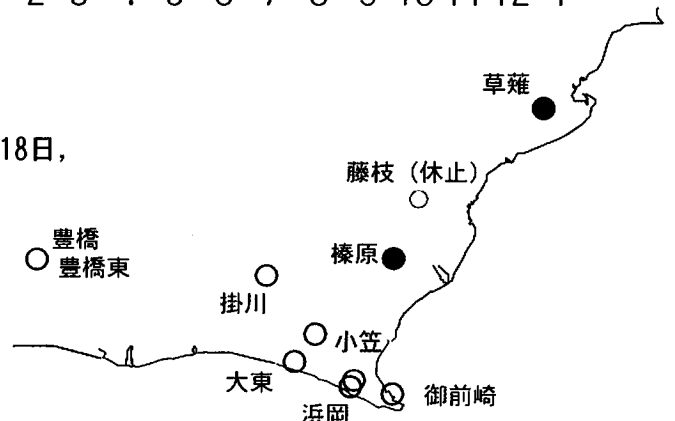 18日,
草薙
藤枝（休止）
豊橋
豊橋東
榛原
掛川
小笠
大東
浜岡
御前崎